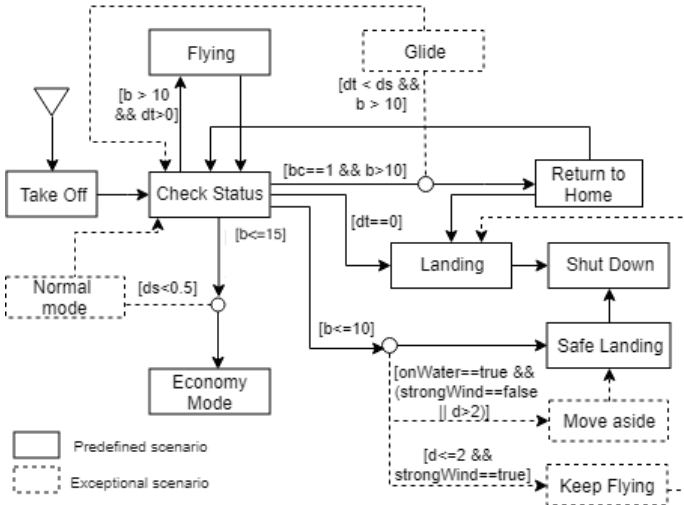 Flying
Glide
[b > 10
&& dt>0]
[dt < ds &&
b > 10]
Take Off
Check Status
[bc==1 && b>10]
Return to
Home
[dt==0]
[b<=15]
Landing
Shut Down
Normal
mode
[ds<0.5]
[b<=10]
Safe Landing
Economy
Mode
[onWater==true &&
(strongWind==false
|| d>2)]
Move aside
Predefined scenario
[d<=2 &&
strongWind==true]
Keep Flying
Exceptional scenario